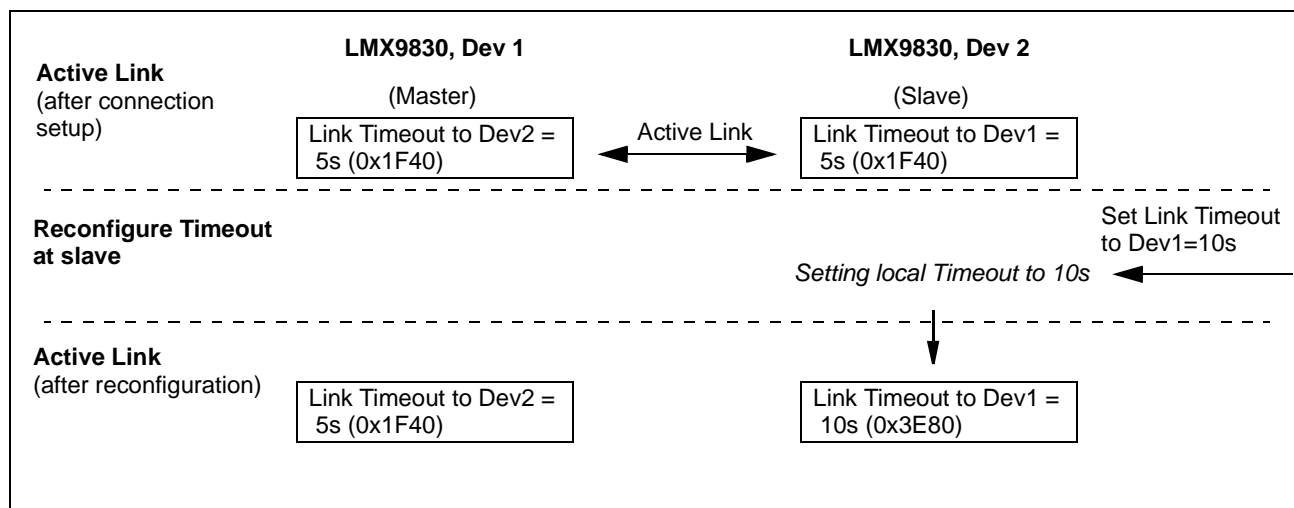 LMX9830, Dev 1
LMX9830, Dev 2
Active Link
(after connection
setup)
(Master)
(Slave)
Link Timeout to Dev2 =
5s (0x1F40)
Active Link
Link Timeout to Dev1 =
5s (0x1F40)
Reconfigure Timeout
at slave
Set Link Timeout
to Dev1=10s
Setting local Timeout to 10s
Active Link
(after reconfiguration)
Link Timeout to Dev2 =
5s (0x1F40)
Link Timeout to Dev1 =
10s (0x3E80)